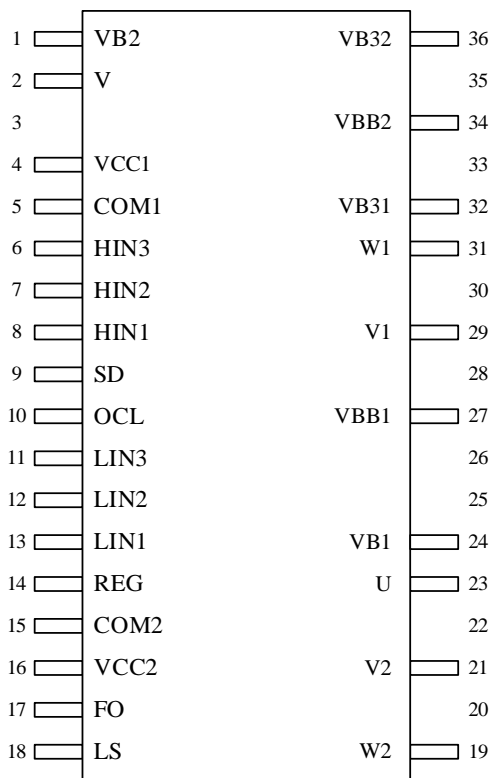 1 VB2 VB32 36
2 V 35
3 VBB2 34
4 VCC1 33
5 COM1 VB31 32
6 HIN3 W1 31
7 HIN2 30
8 HIN1 V1 29
9 SD 28
10 OCL VBB1 27
11 LIN3 26
12 LIN2 25
13 LIN1 VB1 24
14 REG U 23
15 COM2 22
16 VCC2 V2 21
17 FO 20
18 LS W2 19